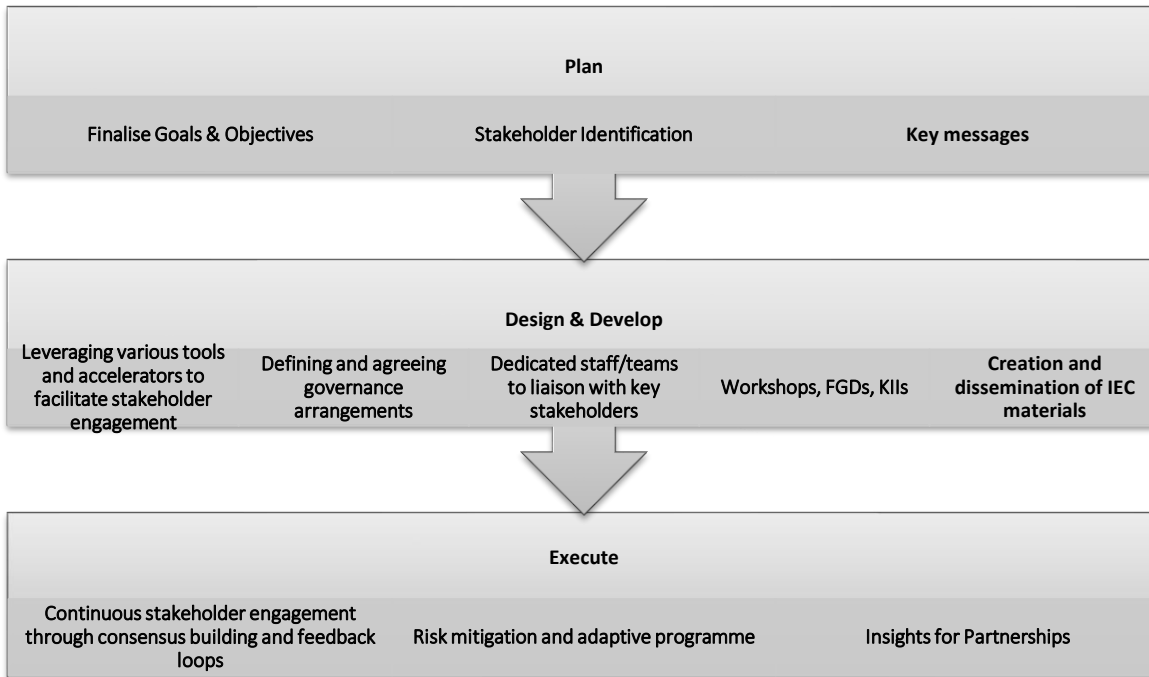 Plan
Finalise Goals & Objectives
Stakeholder Identification
Key messages
Design & Develop
Leveraging various tools
and accelerators to
facilitate stakeholder
engagement
Defining and agreeing
governance
arrangements
Dedicated staff/teams
to liaison with key
stakeholders
Workshops, FGDs, KIIs
Creation and
dissemination of IEC
materials
Execute
Continuous stakeholder engagement
through consensus building and feedback
loops
Risk mitigation and adaptive programme
Insights for Partnerships